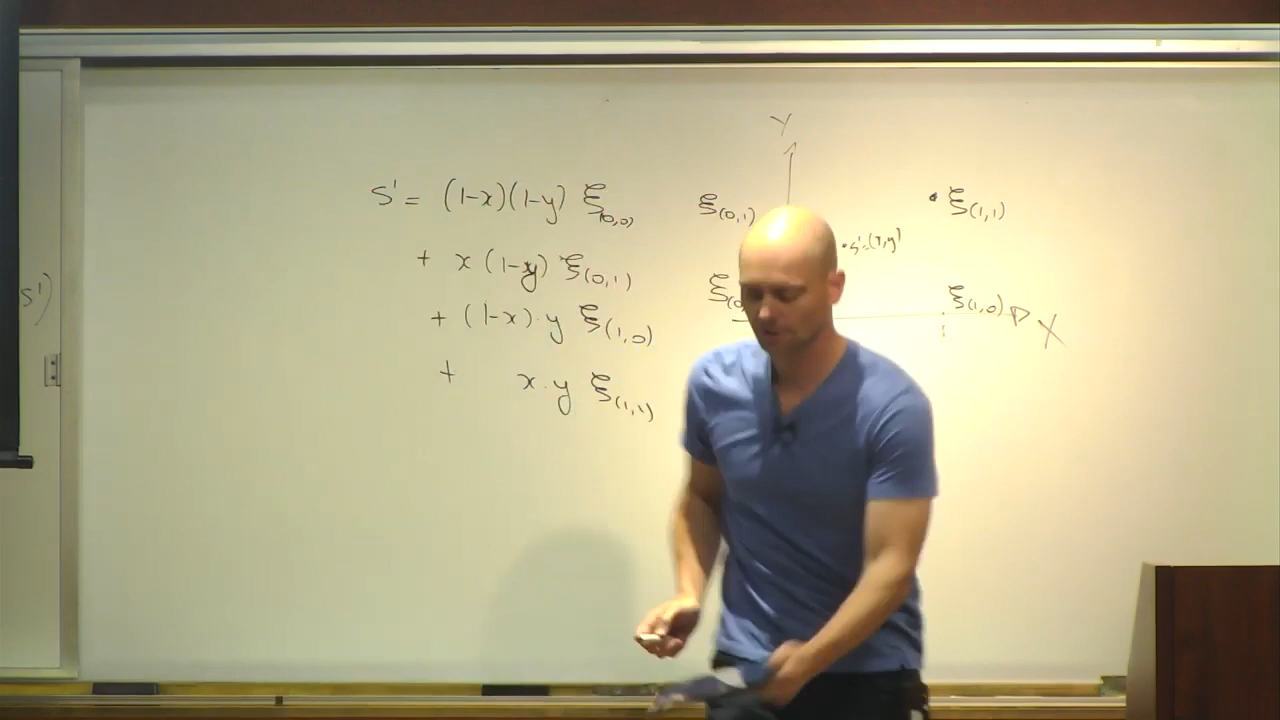 Y
S' = (1-x)(1-y) ξ(0,0)
+ x (1-y) ξ(0,1)
+ (1-x)·y ξ(1,0)
+ x·y ξ(1,1)
ξ(0,1)
ξ(1,1)
ξ(1,0)
X
S')